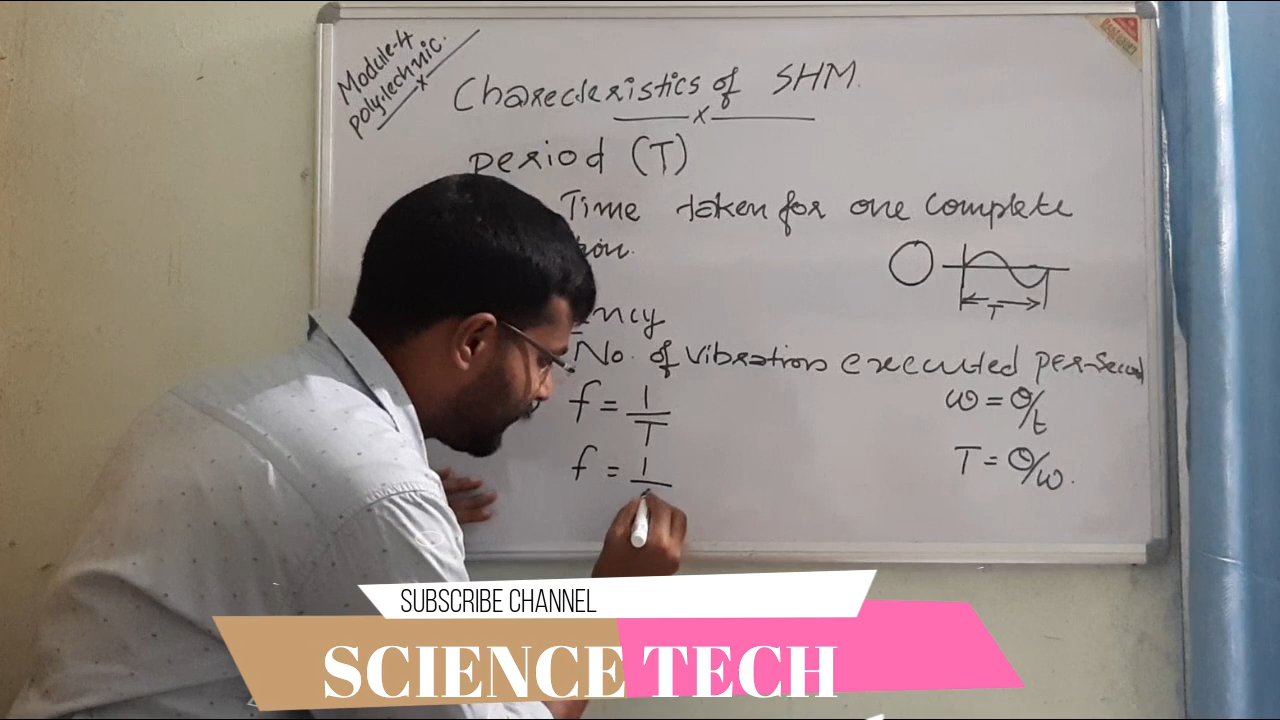 Module-4
polytechnic.
x
Charecteristics of SHM.
x
period (T)
Time taken for one complete
No. of vibrations executed per-second
f = 1/T
ω = θ/t
f = 1
T = θ/ω.
T
SUBSCRIBE CHANNEL
SCIENCE TECH